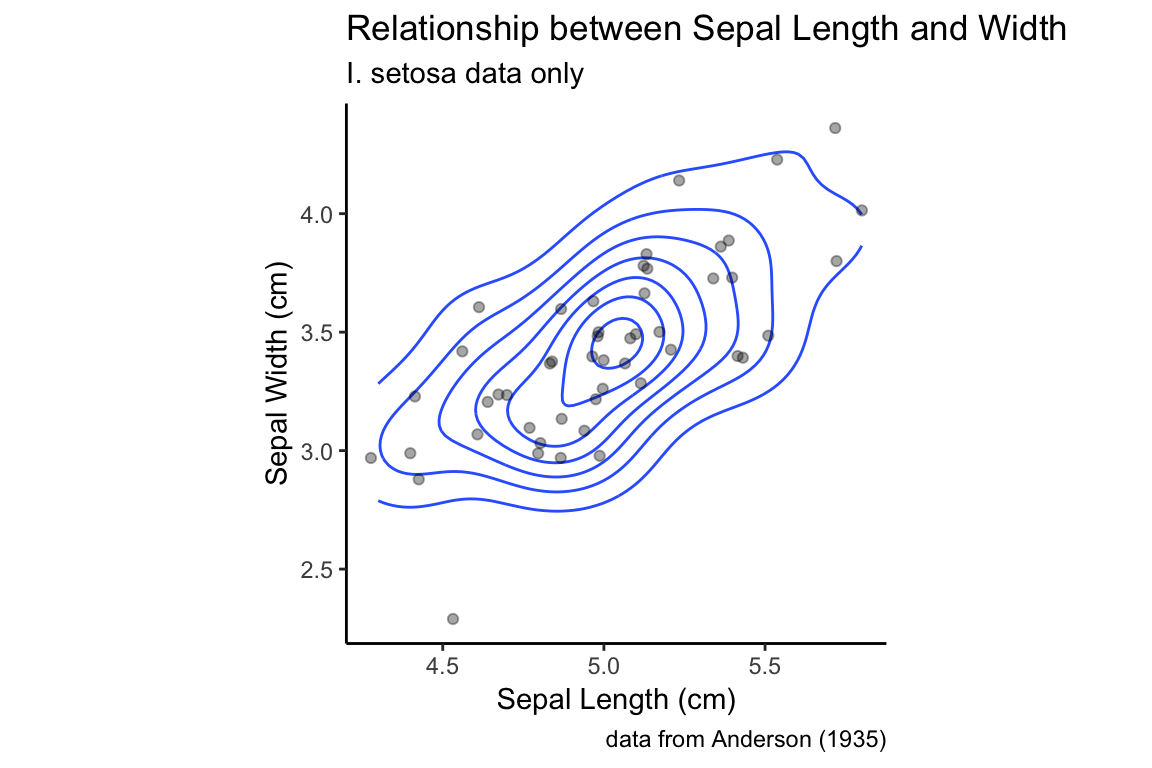 Relationship between Sepal Length and Width
I. setosa data only
4.0
3.5
3.0
2.5
Sepal Width (cm)
4.5 5.0 5.5
Sepal Length (cm)
data from Anderson (1935)